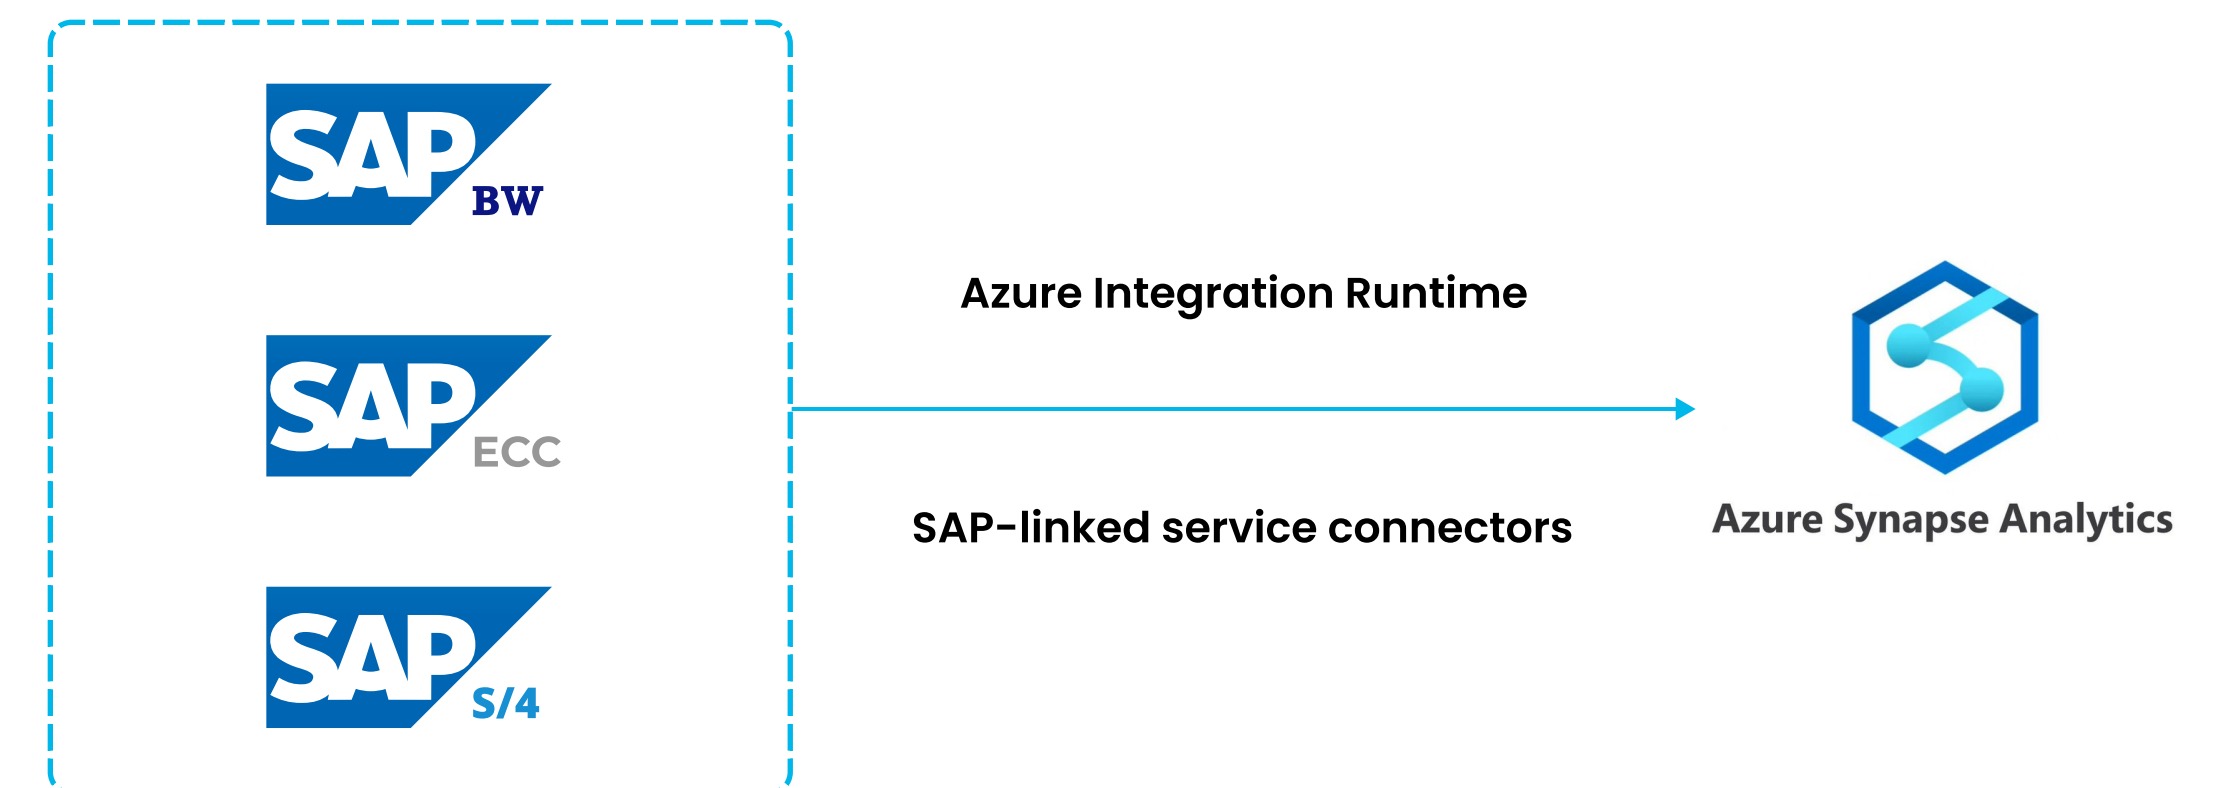 SAP
BW
SAP
ECC
SAP
S/4
Azure Integration Runtime
SAP-linked service connectors
Azure Synapse Analytics